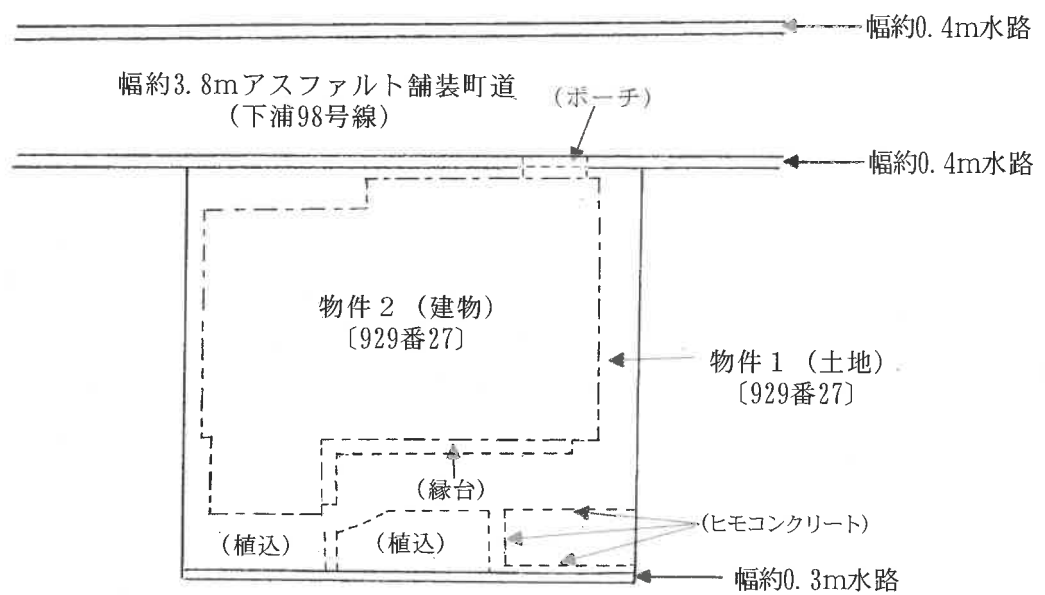 幅約0.4m水路
幅約3.8mアスファルト舗装町道
(下浦98号線)
(ポーチ)
幅約0.4m水路
物件2 (建物)
〔929番27〕
物件1 (土地)
〔929番27〕
(縁台)
(ヒモコンクリート)
(植込)
(植込)
幅約0.3m水路